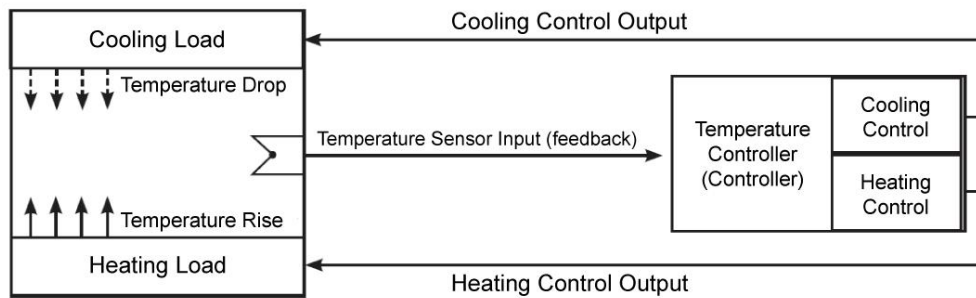 Cooling Control Output
Cooling Load
Temperature Drop
Temperature Sensor Input (feedback)
Temperature
Controller
(Controller)
Cooling
Control
Heating
Control
Temperature Rise
Heating Load
Heating Control Output